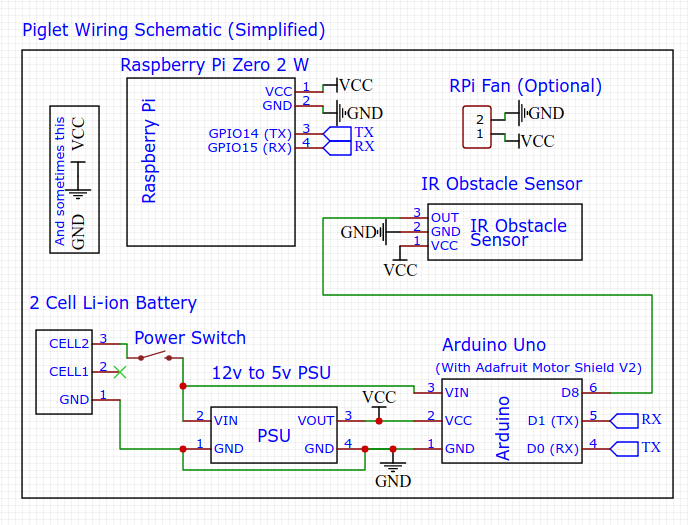 Piglet Wiring Schematic (Simplified)
Raspberry Pi Zero 2 W
Raspberry Pi
VCC 1 VCC
GND 2 GND
GPIO14 (TX) 3 TX
GPIO15 (RX) 4 RX
RPi Fan (Optional)
2 GND
1 VCC
And sometimes this
VCC
GND
IR Obstacle Sensor
3 OUT
GND 2 GND
1 VCC
VCC
IR Obstacle
Sensor
2 Cell Li-ion Battery
CELL2 3
CELL1 2
GND 1
Power Switch
12v to 5v PSU
2 VIN VOUT 3
PSU
1 GND GND 4
VCC
GND
Arduino Uno
(With Adafruit Motor Shield V2)
Arduino
3 VIN D8 6
2 VCC D1 (TX) 5 RX
1 GND D0 (RX) 4 TX